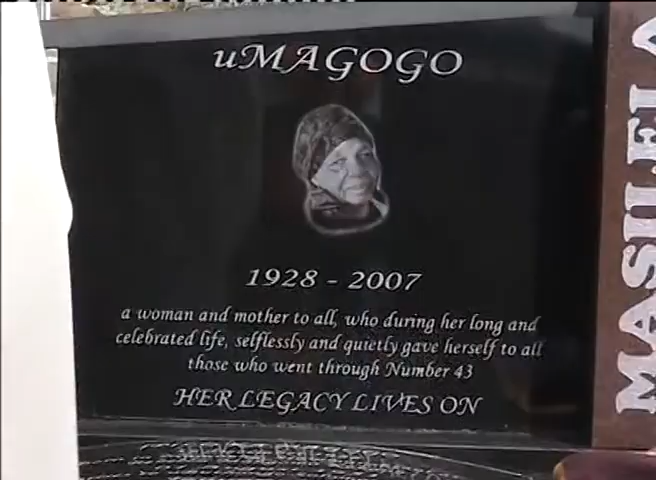 uMAGOGO
1928 - 2007
a woman and mother to all, who during her long and
celebrated life, selflessly and quietly gave herself to all
those who went through Number 43
HER LEGACY LIVES ON
MASILELA